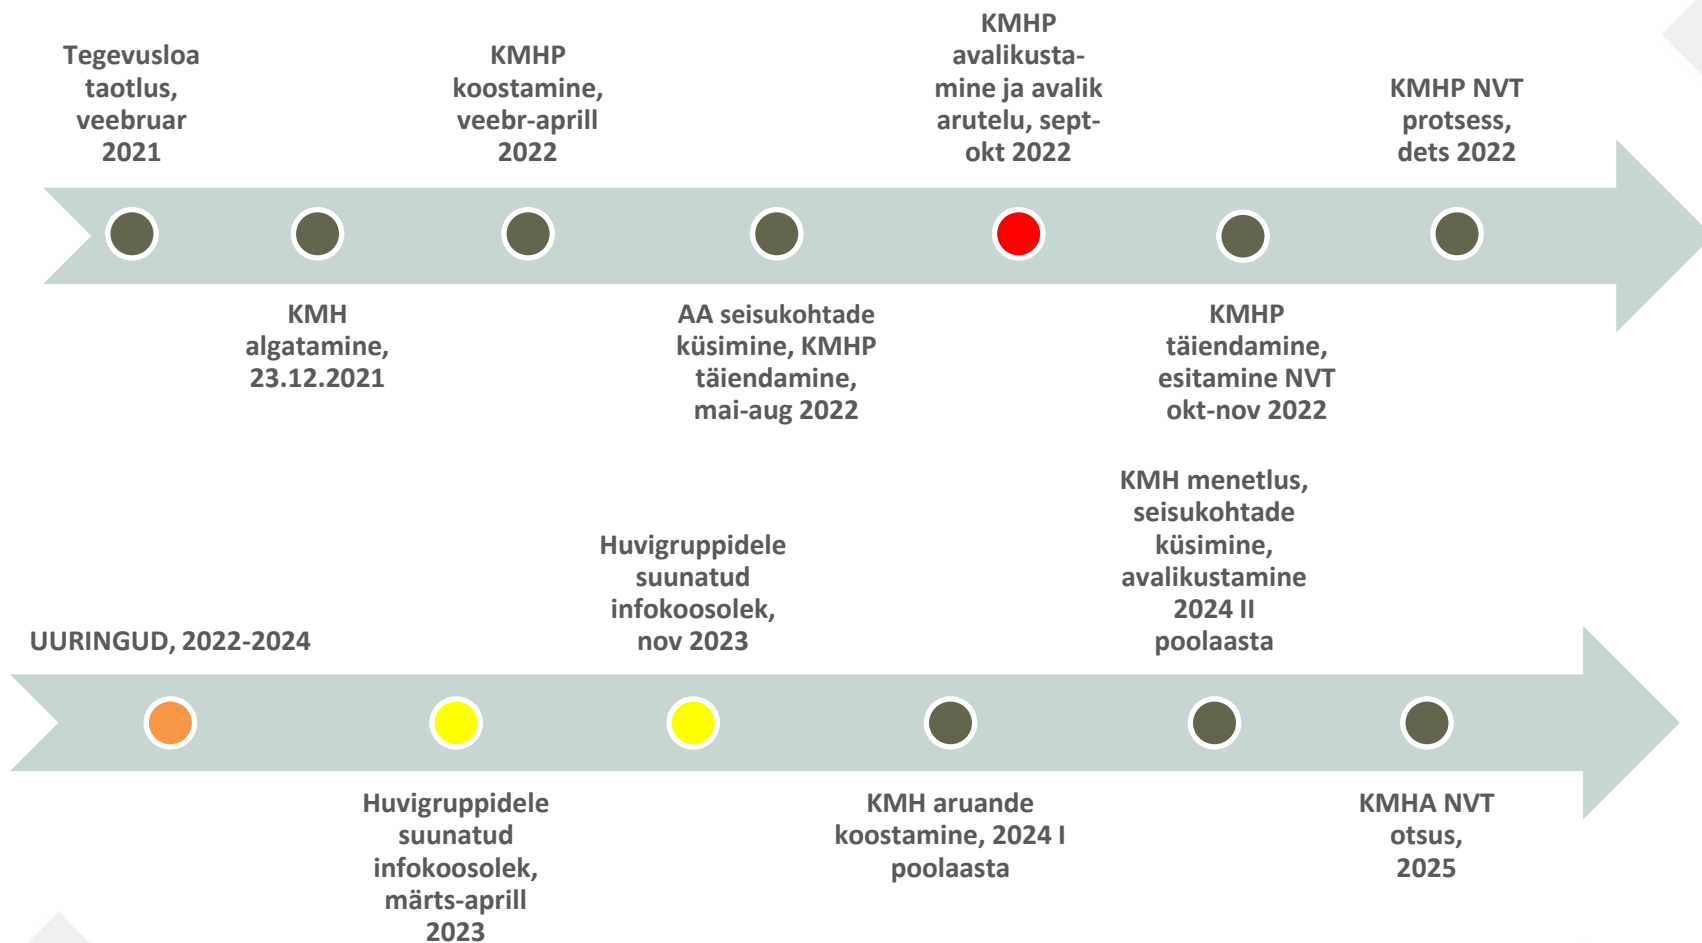 Tegevusloa
taotlus,
veebruar
2021
KMH
algatamine,
23.12.2021
KMHP
koostamine,
veebr-aprill
2022
AA seisukohtade
küsimine, KMHP
täiendamine,
mai-aug 2022
KMHP
avalikusta-
mine ja avalik
arutelu, sept-
okt 2022
KMHP
täiendamine,
esitamine NVT
okt-nov 2022
KMHP NVT
protsess,
dets 2022
UURINGUD, 2022-2024
Huvigruppidele
suunatud
infokoosolek,
märts-aprill
2023
Huvigruppidele
suunatud
infokoosolek,
nov 2023
KMH aruande
koostamine, 2024 I
poolaasta
KMH menetlus,
seisukohtade
küsimine,
avalikustamine
2024 II
poolaasta
KMHA NVT
otsus,
2025